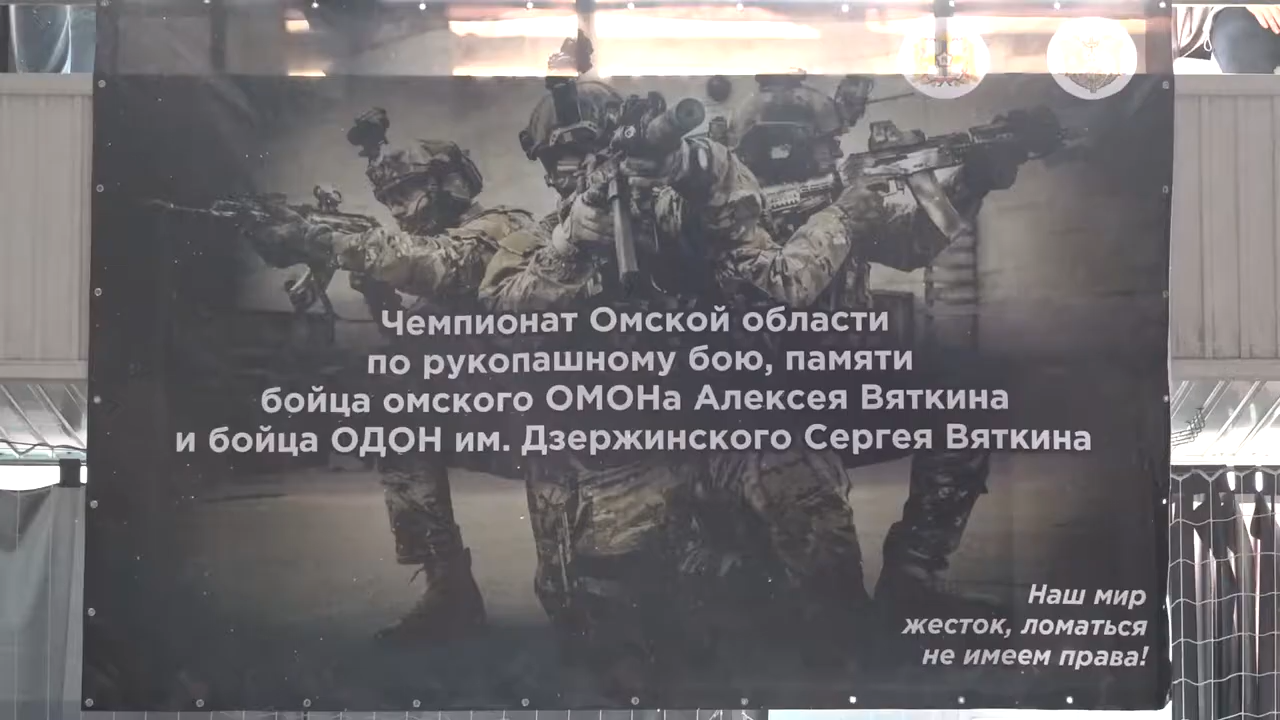 Чемпионат Омской области
по рукопашному бою, памяти
бойца омского ОМОНа Алексея Вяткина
и бойца ОДОН им. Дзержинского Сергея Вяткина
Наш мир
жесток, ломаться
не имеем права!